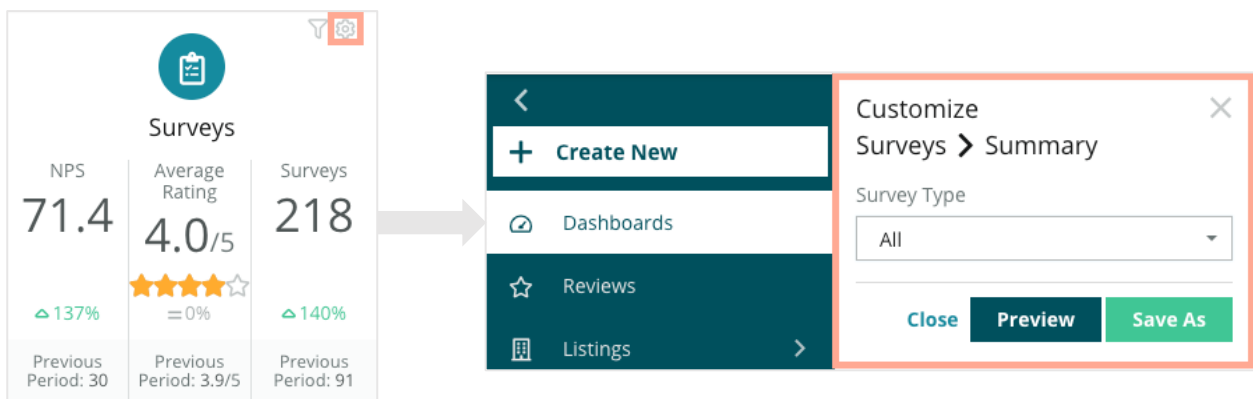 Surveys
NPS
71.4
137%
Previous
Period: 30
Average
Rating
4.0/5
=0%
Previous
Period: 3.9/5
Surveys
218
140%
Previous
Period: 91
Create New
Dashboards
Reviews
Listings
Customize
Surveys > Summary
Survey Type
All
Close
Preview
Save As